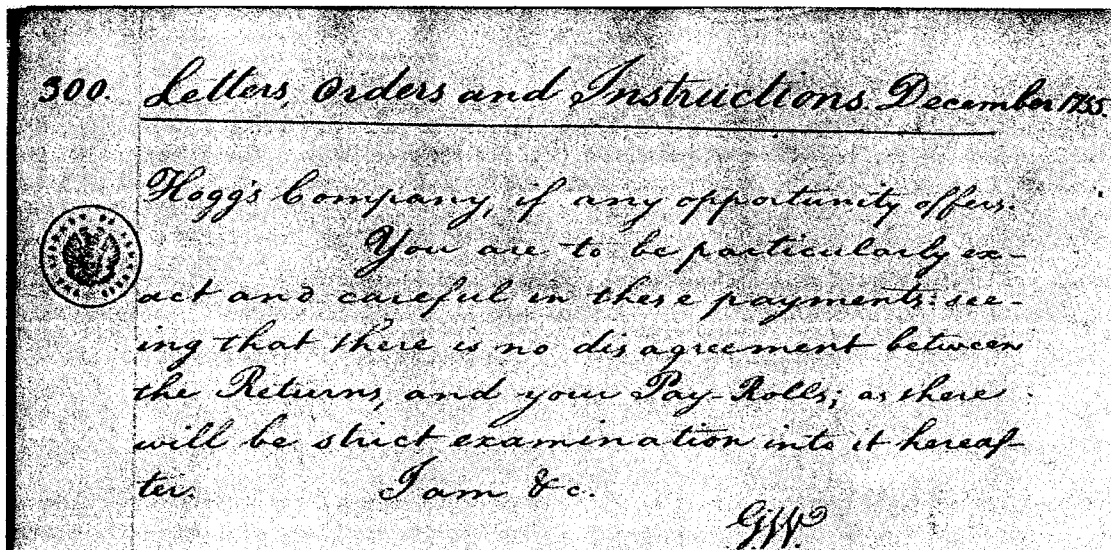 300. Letters, Orders and Instructions. December 1755.
Hogg's Company, if any opportunity offers.
You are to be particularly ex-
act and careful in these payments: see-
ing that there is no disagreement between
the Returns, and your Pay-Rolls; as there
will be strict examination into it hereaf-
ter. I am &c.
G.W.